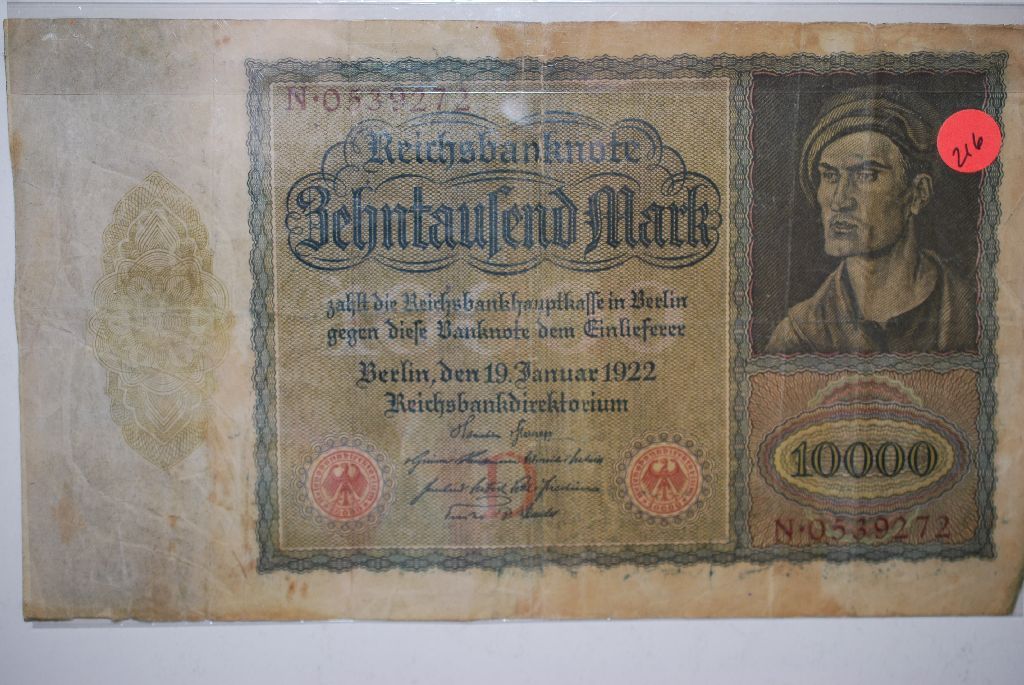 N·0539272
Reichsbanknote
Zehntauſend Mark
zahlt die Reichsbankhauptkaſſe in Berlin
gegen dieſe Banknote dem Einlieferer
Berlin, den 19. Januar 1922
Reichsbankdirektorium
216
10000
N·0539272